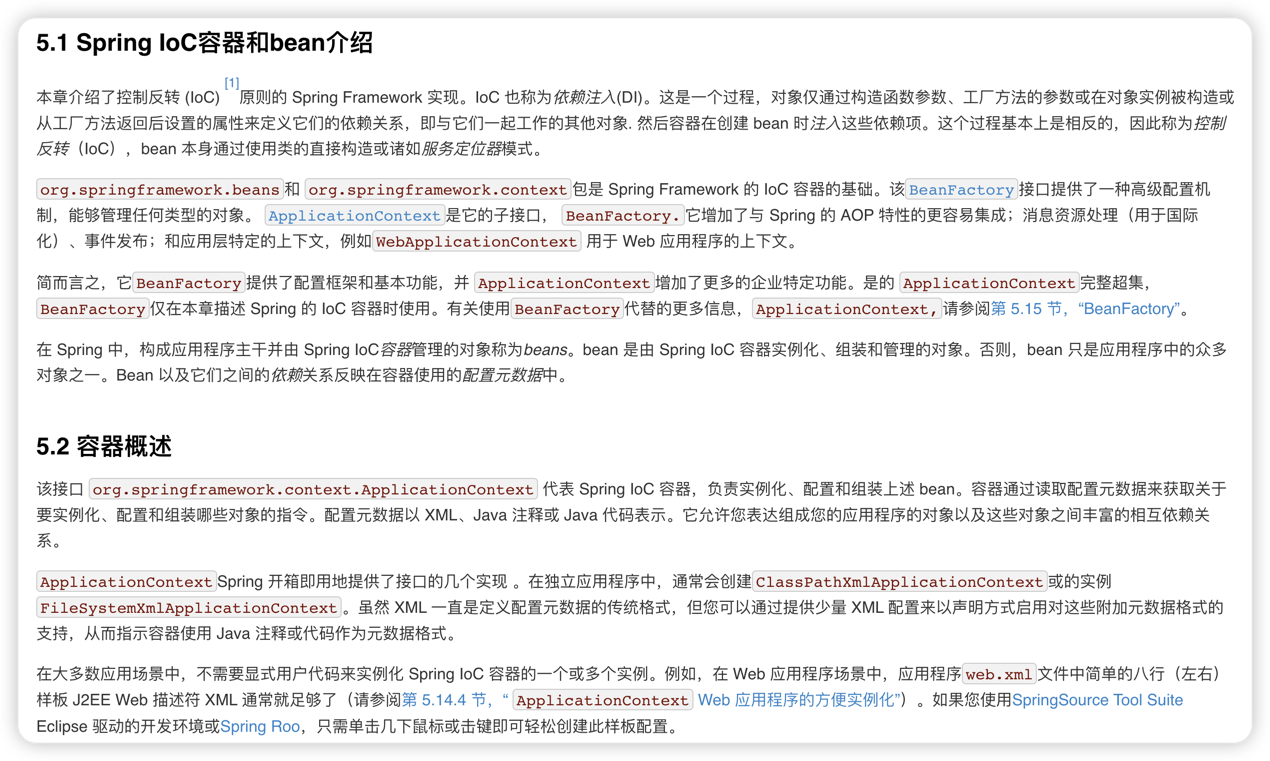 5.1 Spring IoC容器和bean介绍
本章介绍了控制反转 (IoC) [1]原则的 Spring Framework 实现。IoC 也称为依赖注入(DI)。这是一个过程，对象仅通过构造函数参数、工厂方法的参数或在对象实例被构造或
从工厂方法返回后设置的属性来定义它们的依赖关系，即与它们一起工作的其他对象. 然后容器在创建 bean 时注入这些依赖项。这个过程基本上是相反的，因此称为控制
反转（IoC），bean 本身通过使用类的直接构造或诸如服务定位器模式。
org.springframework.beans和 org.springframework.context包是 Spring Framework 的 IoC 容器的基础。该BeanFactory接口提供了一种高级配置机
制，能够管理任何类型的对象。 ApplicationContext是它的子接口， BeanFactory.它增加了与 Spring 的 AOP 特性的更容易集成；消息资源处理（用于国际
化）、事件发布；和应用层特定的上下文，例如WebApplicationContext 用于 Web 应用程序的上下文。
简而言之，它BeanFactory提供了配置框架和基本功能，并 ApplicationContext增加了更多的企业特定功能。是的 ApplicationContext完整超集，
BeanFactory仅在本章描述 Spring 的 IoC 容器时使用。有关使用BeanFactory代替的更多信息，ApplicationContext,请参阅第 5.15 节，“BeanFactory”。
在 Spring 中，构成应用程序主干并由 Spring IoC容器管理的对象称为beans。bean 是由 Spring IoC 容器实例化、组装和管理的对象。否则，bean 只是应用程序中的众多
对象之一。Bean 以及它们之间的依赖关系反映在容器使用的配置元数据中。
5.2 容器概述
该接口 org.springframework.context.ApplicationContext 代表 Spring IoC 容器，负责实例化、配置和组装上述 bean。容器通过读取配置元数据来获取关于
要实例化、配置和组装哪些对象的指令。配置元数据以 XML、Java 注释或 Java 代码表示。它允许您表达组成您的应用程序的对象以及这些对象之间丰富的相互依赖关
系。
ApplicationContextSpring 开箱即用地提供了接口的几个实现 。在独立应用程序中，通常会创建ClassPathXmlApplicationContext或的实例
FileSystemXmlApplicationContext。虽然 XML 一直是定义配置元数据的传统格式，但您可以通过提供少量 XML 配置来以声明方式启用对这些附加元数据格式的
支持，从而指示容器使用 Java 注释或代码作为元数据格式。
在大多数应用场景中，不需要显式用户代码来实例化 Spring IoC 容器的一个或多个实例。例如，在 Web 应用程序场景中，应用程序web.xml文件中简单的八行（左右）
样板 J2EE Web 描述符 XML 通常就足够了（请参阅第 5.14.4 节，“ ApplicationContext Web 应用程序的方便实例化”）。如果您使用SpringSource Tool Suite
Eclipse 驱动的开发环境或Spring Roo，只需单击几下鼠标或击键即可轻松创建此样板配置。